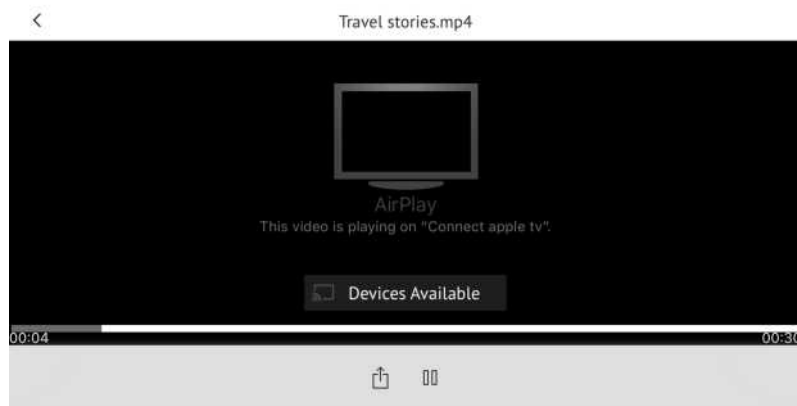 Travel stories.mp4
AirPlay
This video is playing on "Connect apple tv".
Devices Available
00:04 00:30